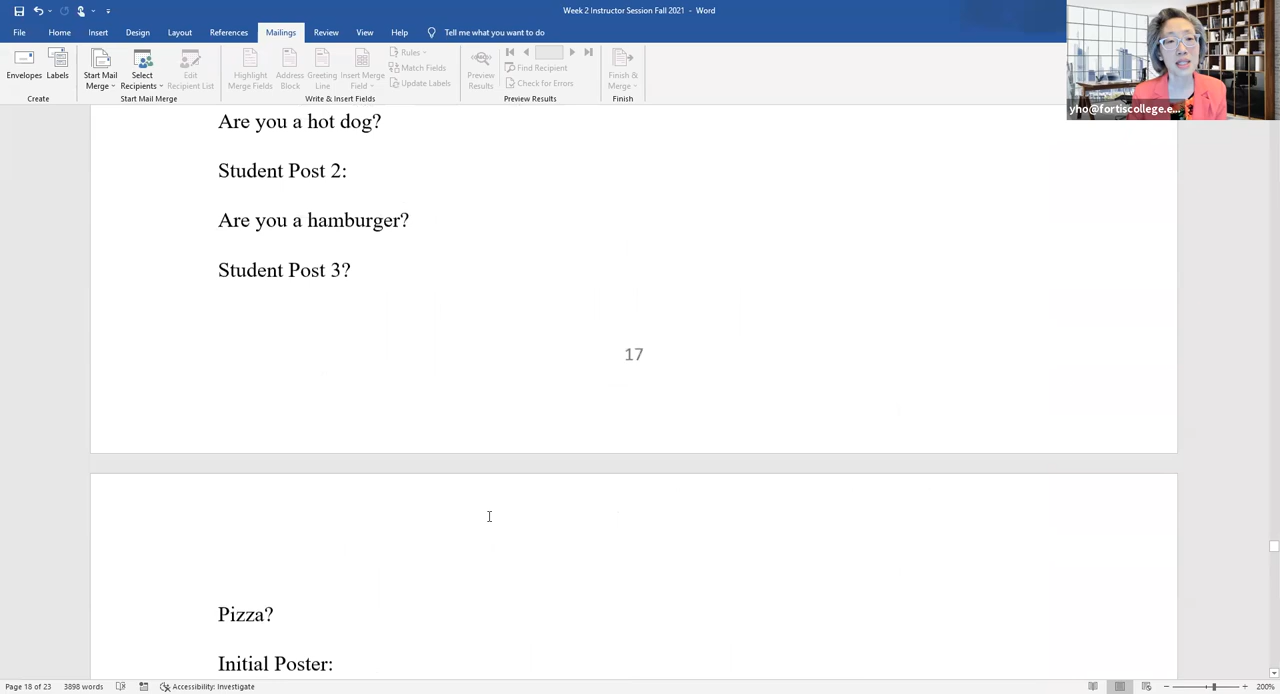 Week 2 Instructor Session Fall 2021 - Word
File Home Insert Design Layout References Mailings Review View Help Tell me what you want to do
Envelopes Labels
Create
Start Mail Merge
Select Recipients
Edit Recipient List
Start Mail Merge
Highlight Merge Fields
Address Block
Greeting Line
Insert Merge Field
Rules
Match Fields
Update Labels
Write & Insert Fields
Preview Results
Find Recipient
Check for Errors
Preview Results
Finish & Merge
Finish
yho@fortiscollege.e...
Are you a hot dog?
Student Post 2:
Are you a hamburger?
Student Post 3?
17
Pizza?
Initial Poster:
Page 18 of 23 3898 words Accessibility: Investigate 200%